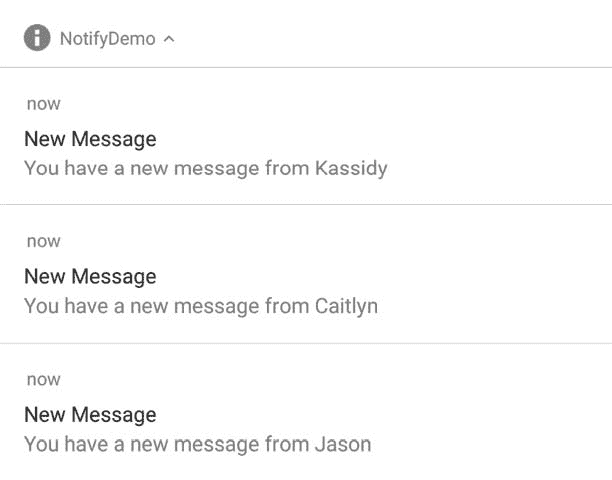 NotifyDemo
now
New Message
You have a new message from Kassidy
now
New Message
You have a new message from Caitlyn
now
New Message
You have a new message from Jason